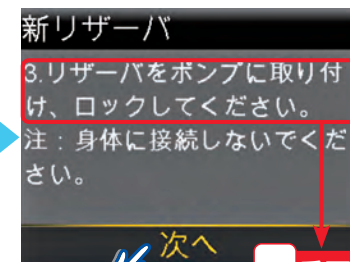 新リザーバ
3.リザーバをポンプに取り付
け、ロックしてください。
注：身体に接続しないでくだ
さい。
次へ